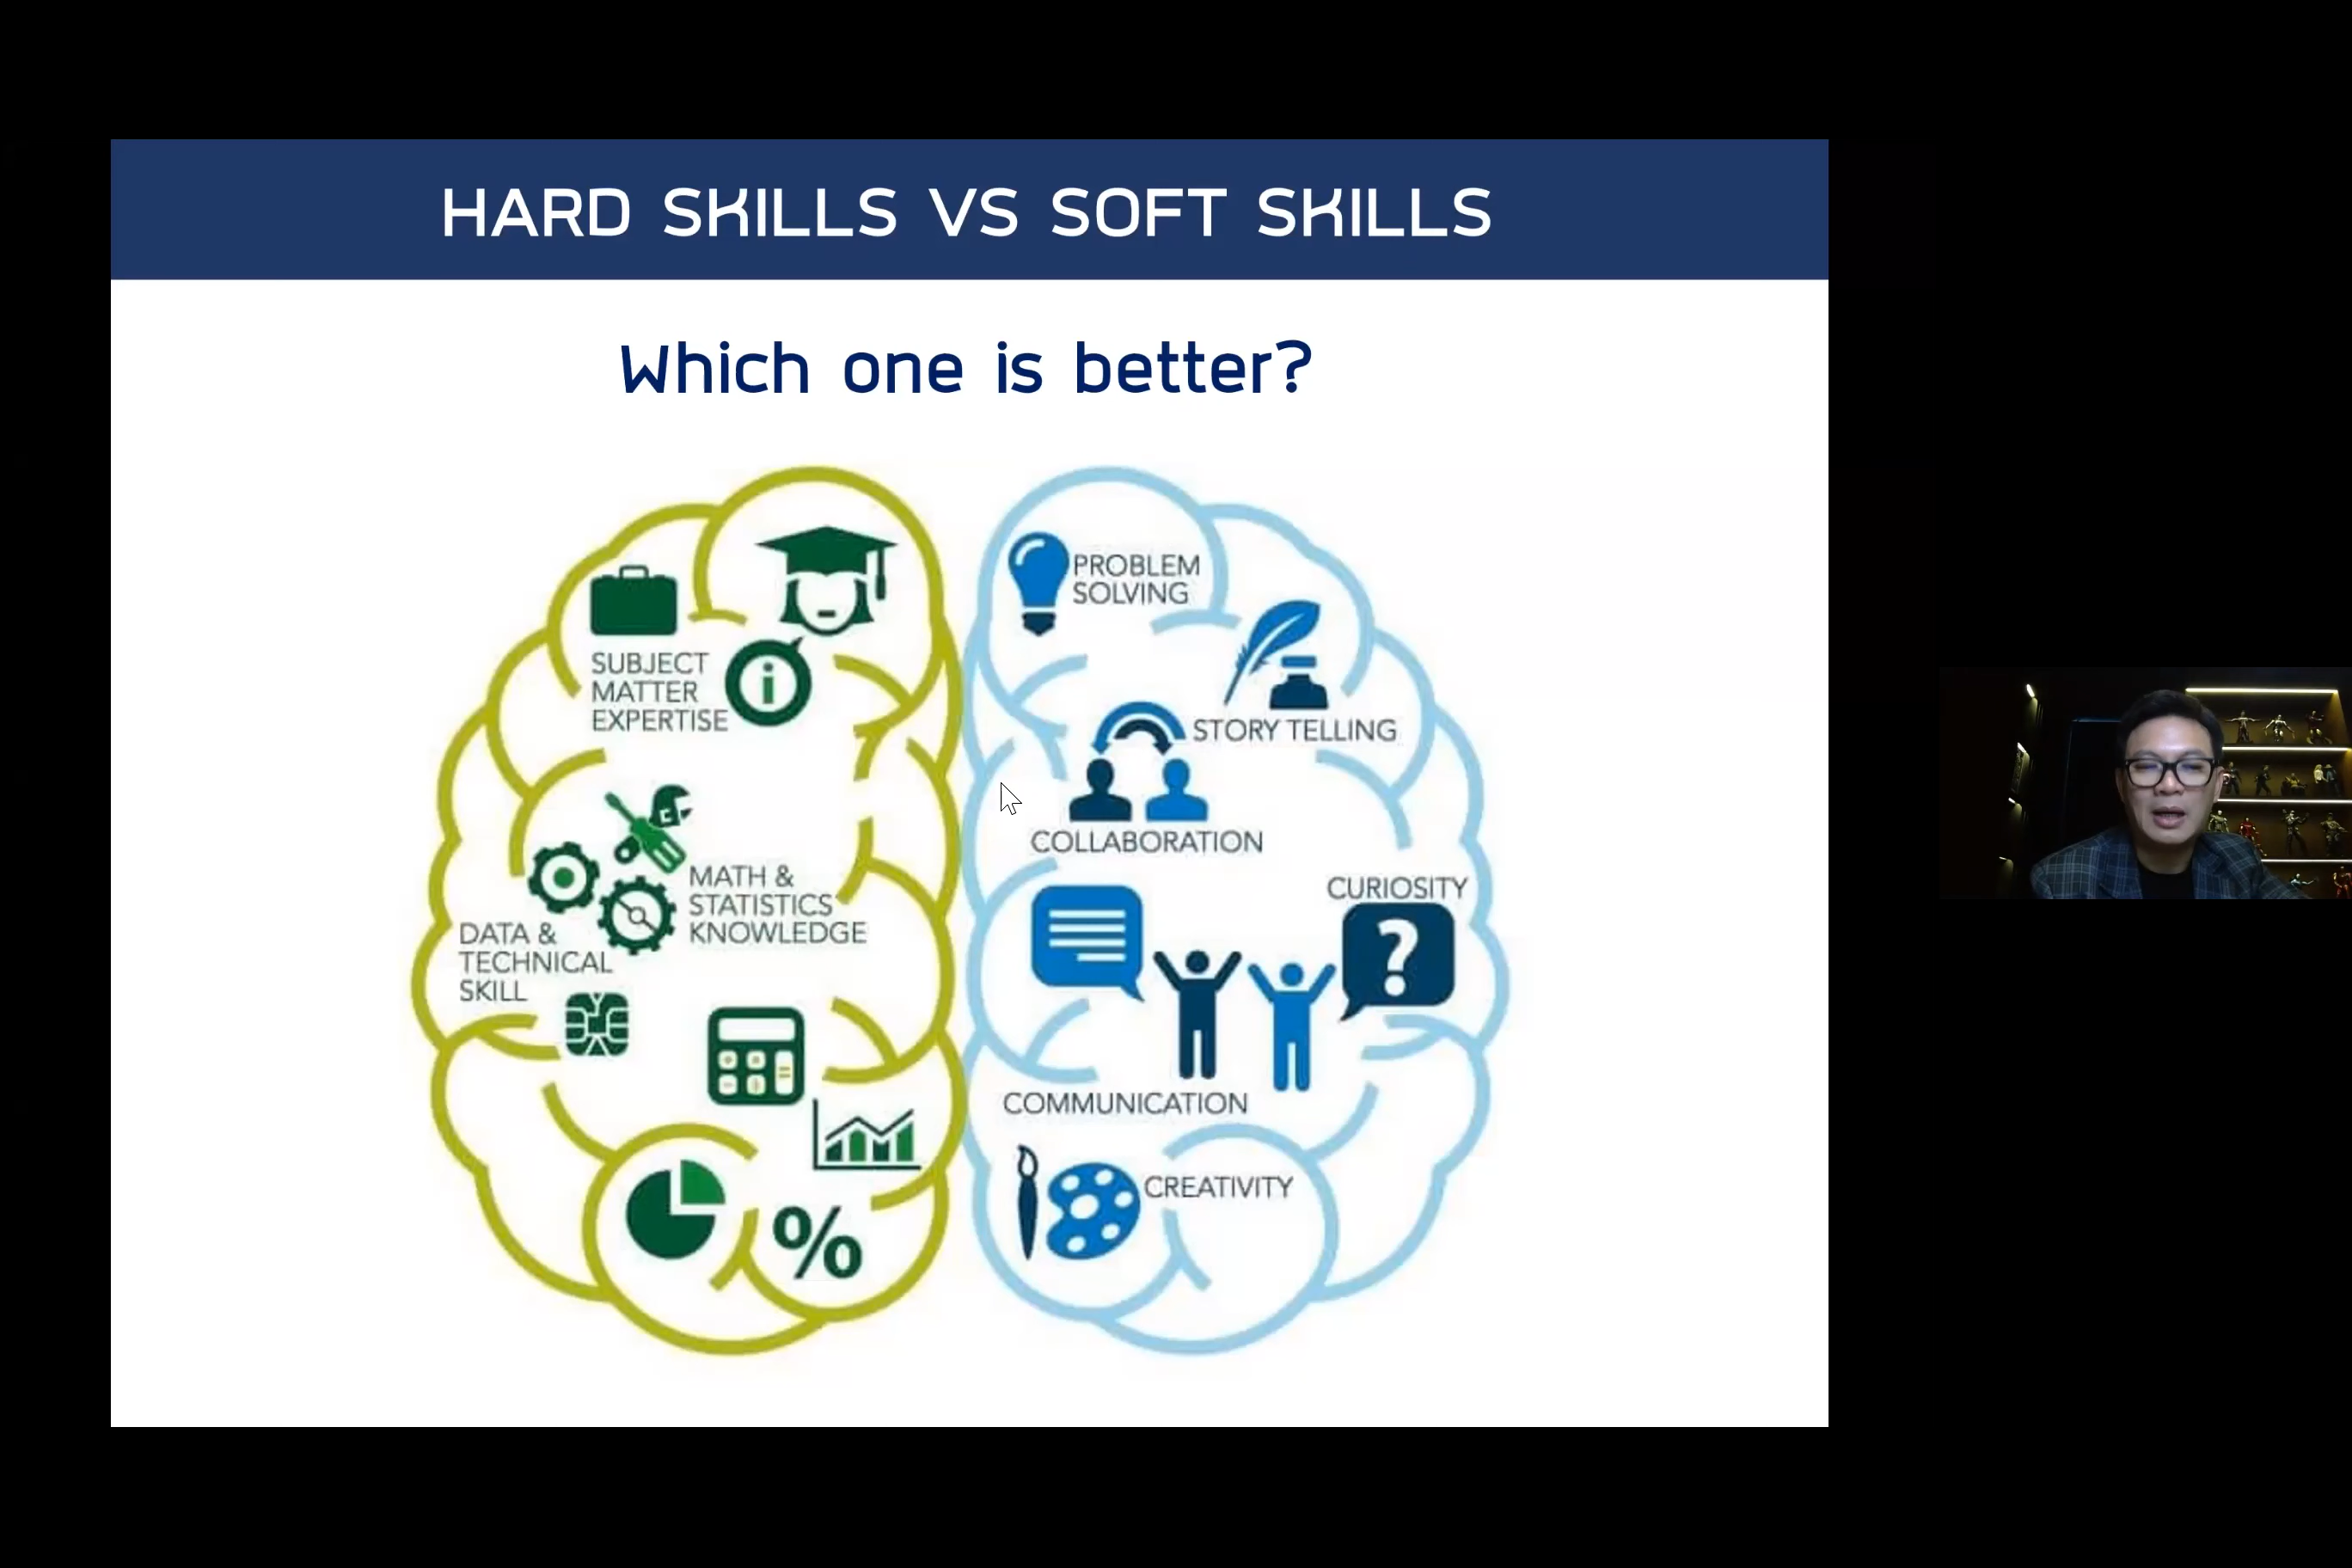 HARD SKILLS VS SOFT SKILLS
Which one is better?
SUBJECT
MATTER
EXPERTISE
MATH &
STATISTICS
KNOWLEDGE
DATA &
TECHNICAL
SKILL
%
PROBLEM
SOLVING
STORY TELLING
COLLABORATION
CURIOSITY
?
COMMUNICATION
CREATIVITY